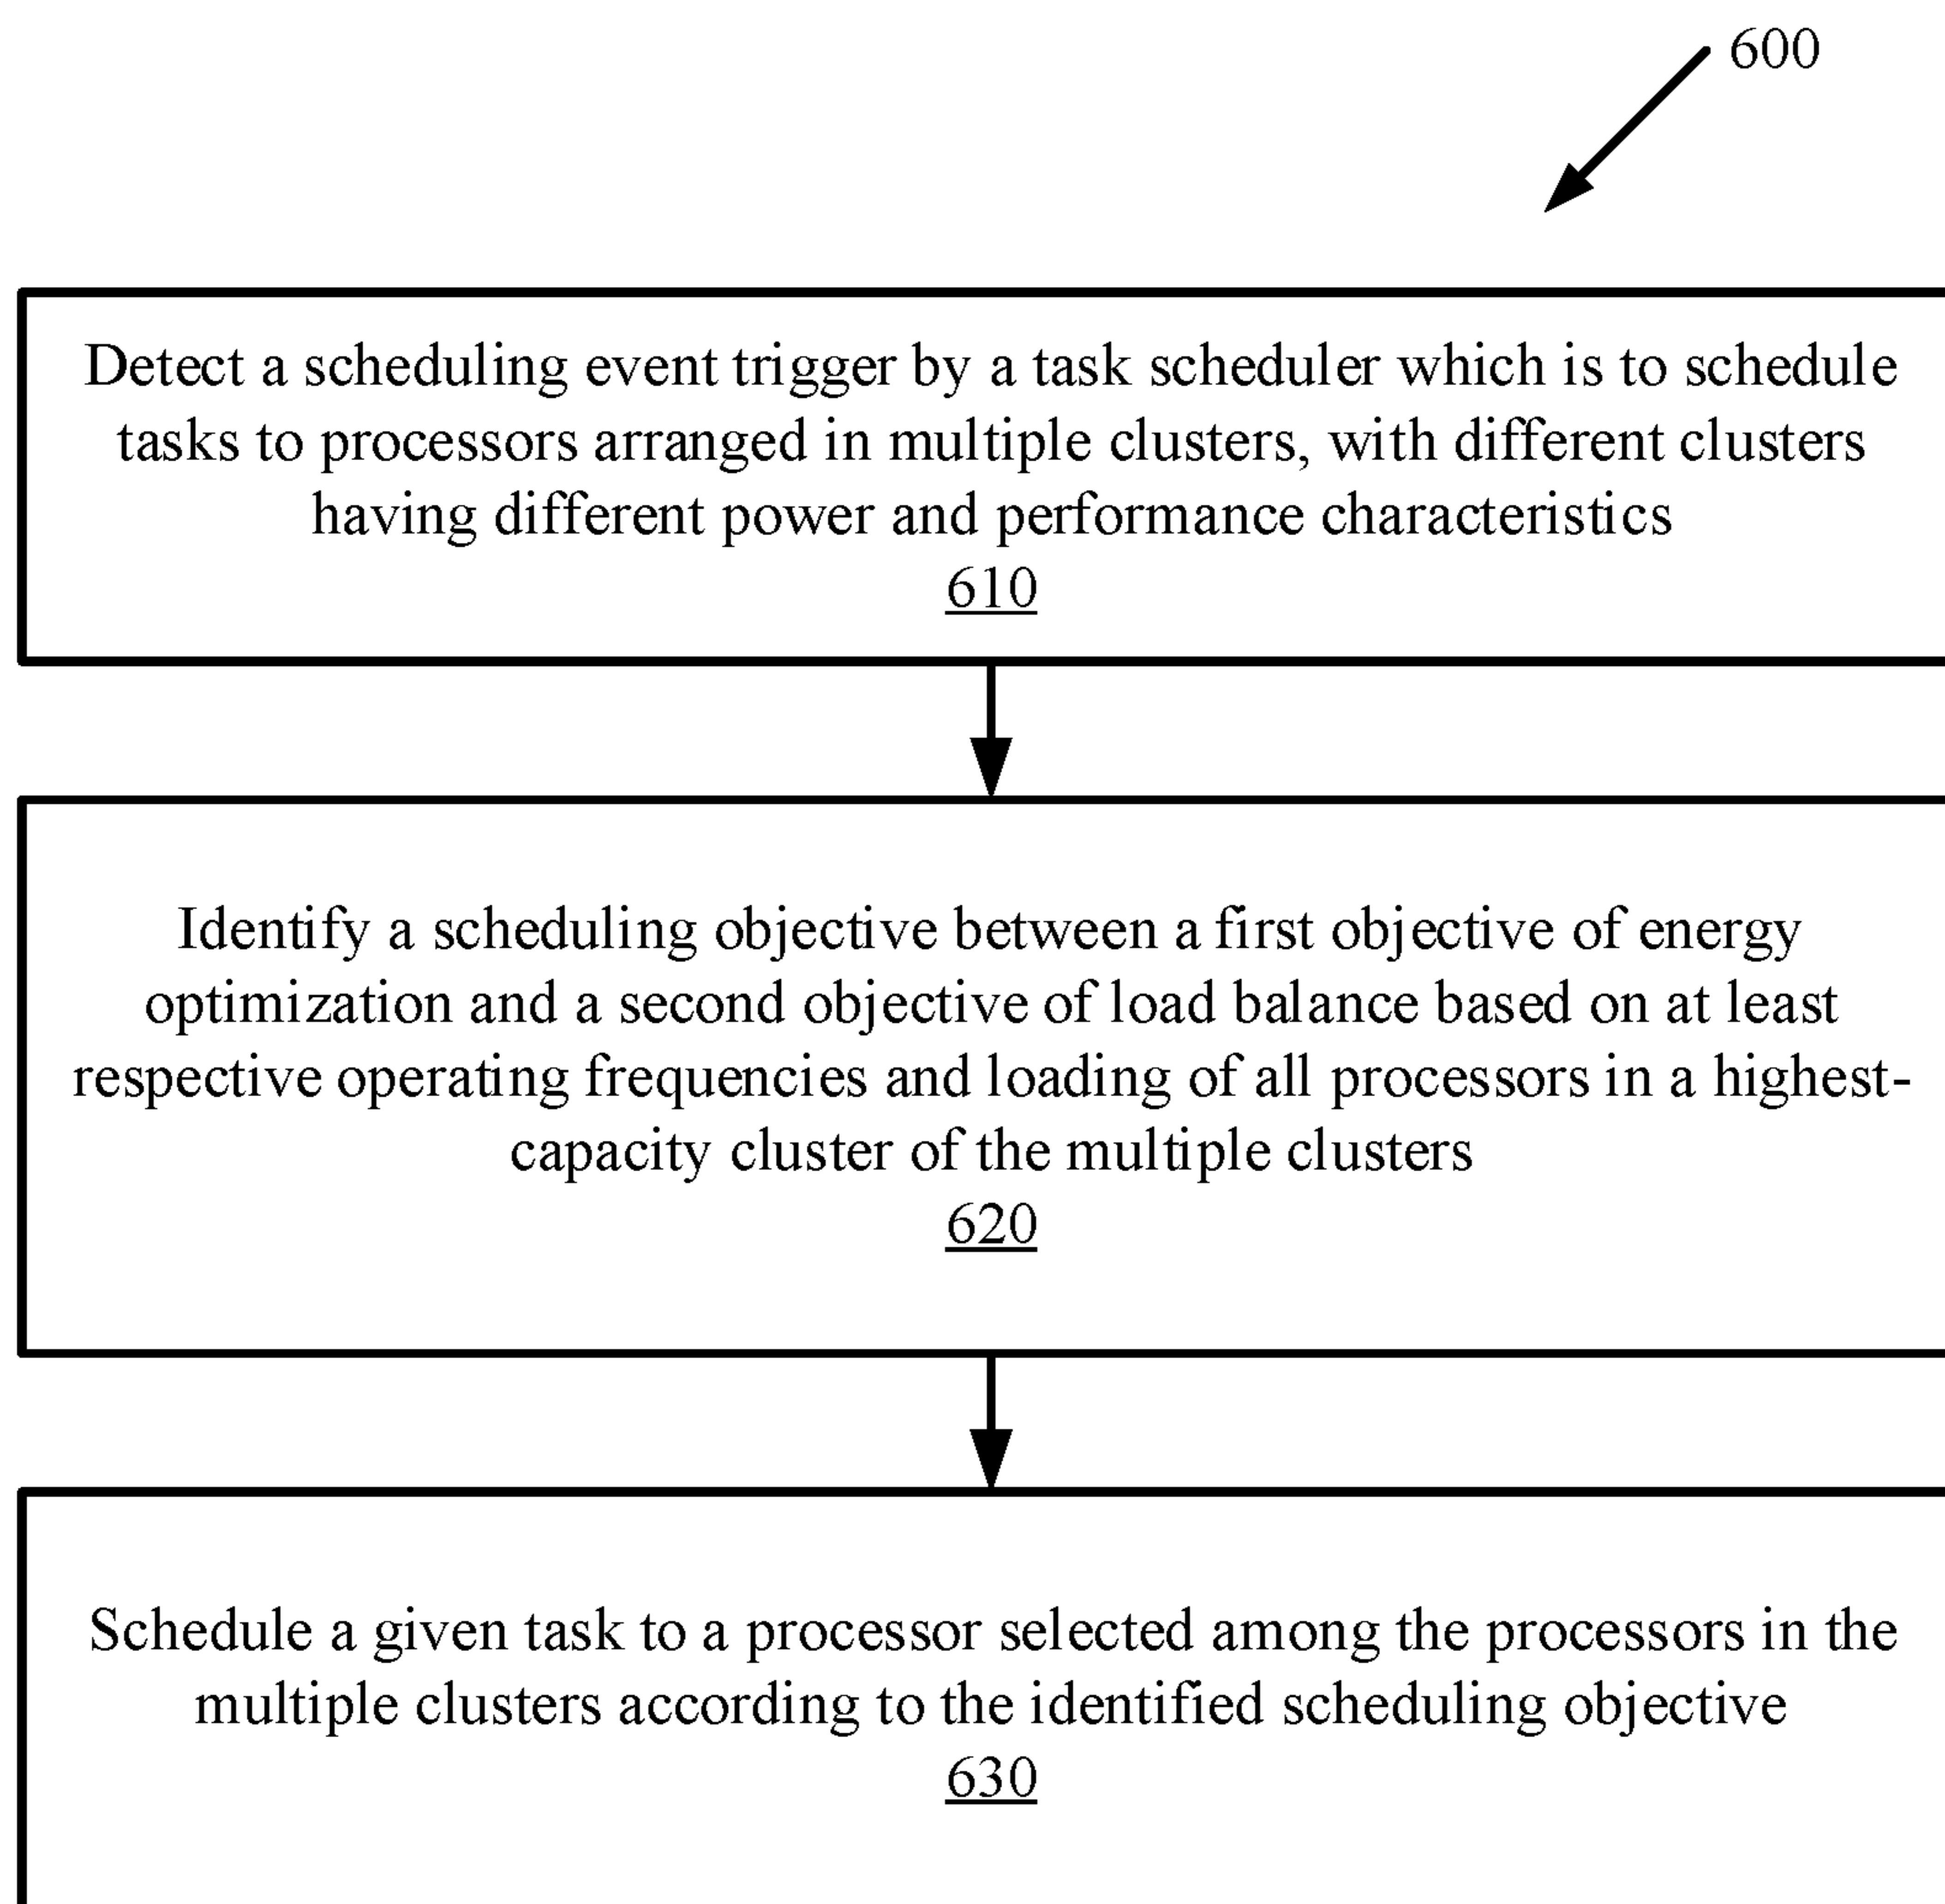 600
Detect a scheduling event trigger by a task scheduler which is to schedule
tasks to processors arranged in multiple clusters, with different clusters
having different power and performance characteristics
610
Identify a scheduling objective between a first objective of energy
optimization and a second objective of load balance based on at least
respective operating frequencies and loading of all processors in a highest-
capacity cluster of the multiple clusters
620
Schedule a given task to a processor selected among the processors in the
multiple clusters according to the identified scheduling objective
630